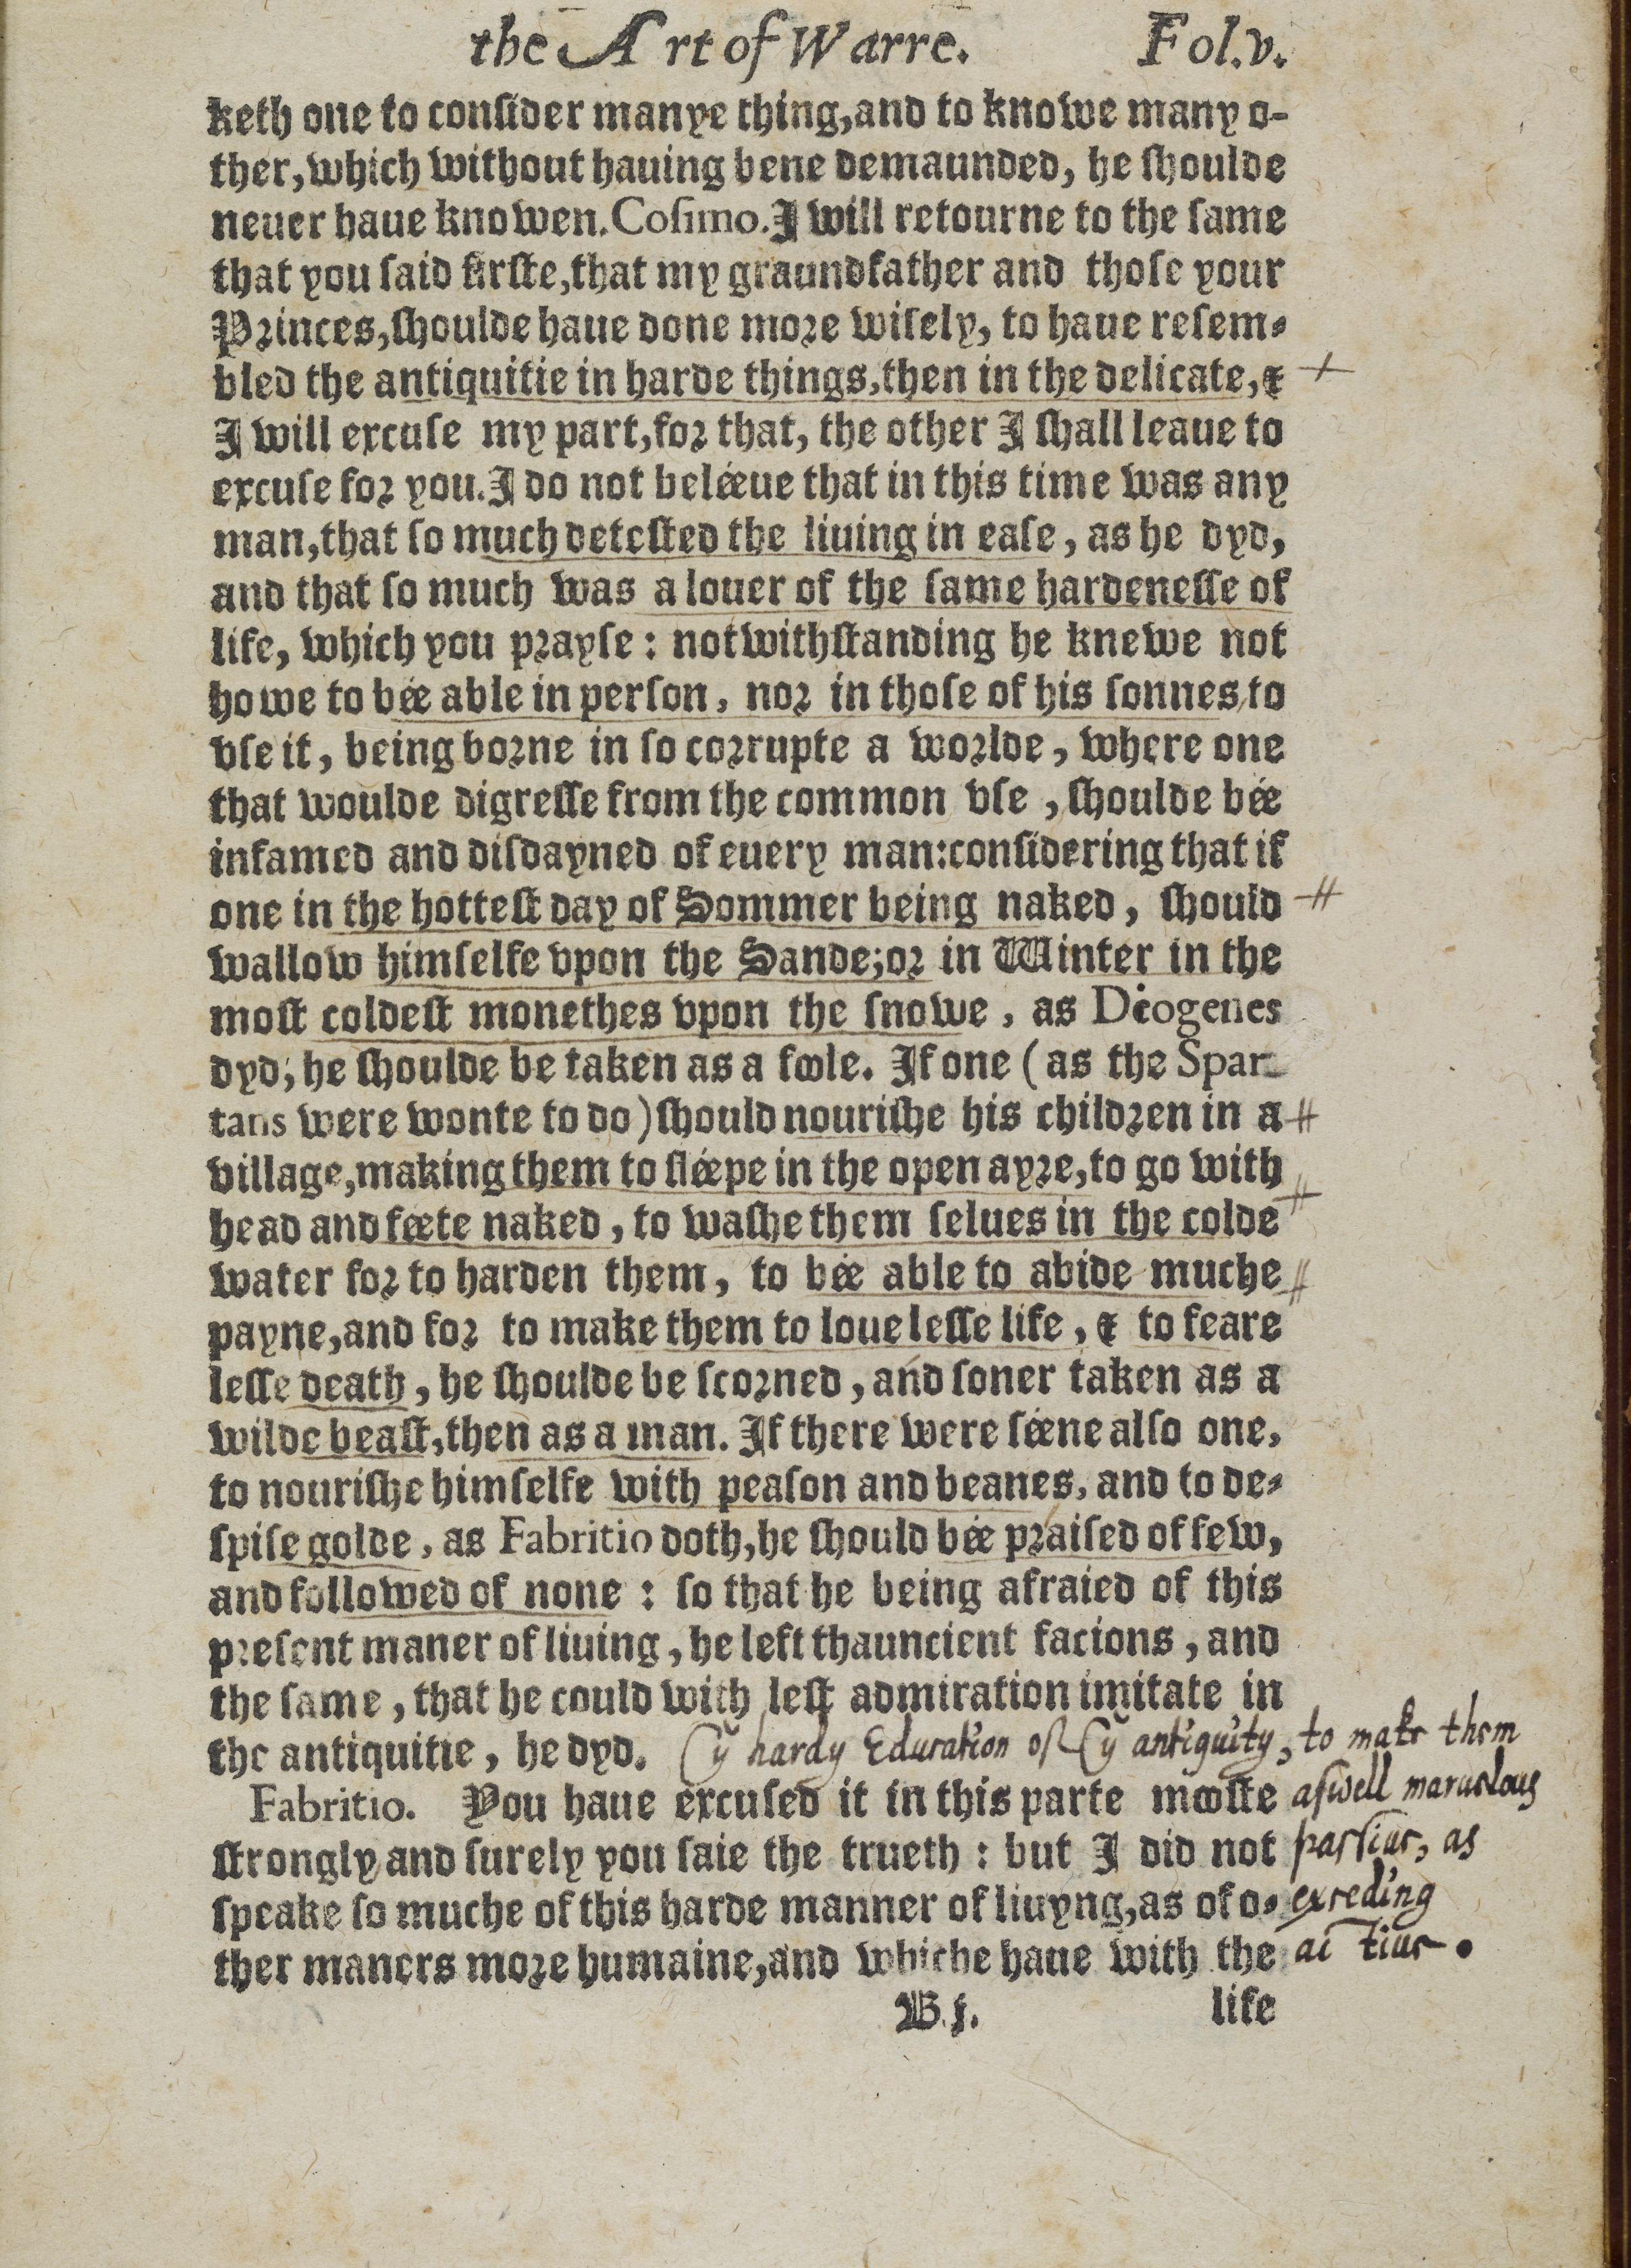 the Art of Warre. Fol.v.
keth one to conſider manye thing,and to knowe many o-
ther,which without hauing bene demaunded, he ſhoulde
neuer haue knowen. Coſimo. I will retourne to the ſame
that you ſaid firſte,that my graundfather and thoſe your
Princes,ſhoulde haue done more wiſely, to haue reſem-
bled the antiquitie in harde things,then in the delicate,&
I will excuſe my part,for that, the other I ſhall leaue to
excuſe for you. I do not beléeue that in this time was any
man,that ſo much deteſted the liuing in eaſe, as he dyd,
and that ſo much was a louer of the ſame hardeneſſe of
life, which you prayſe: notwithſtanding he knewe not
howe to bée able in perſon, nor in thoſe of his ſonnes to
vſe it, being borne in ſo corrupte a worlde, where one
that woulde digreſſe from the common vſe, ſhoulde bée
infamed and diſdayned of euery man:conſidering that if
one in the hotteſt day of Sommer being naked, ſhould
wallow himſelfe vpon the Sande;or in Winter in the
moſt coldeſt monethes vpon the ſnowe, as Diogenes
dyd, he ſhoulde be taken as a foole. If one (as the Spar-
tans were wonte to do) ſhould nouriſhe his children in a
village,making them to ſléepe in the open ayre,to go with
head and feete naked, to waſhe them ſelues in the colde
water for to harden them, to bée able to abide muche
payne,and for to make them to loue leſſe life, & to feare
leſſe death, he ſhoulde be ſcorned, and ſoner taken as a
wilde beaſt,then as a man. If there were ſéene alſo one,
to nouriſhe himſelfe with peaſon and beanes, and to de-
ſpiſe golde, as Fabritio doth,he ſhould bée praiſed of few,
and followed of none: ſo that he being afraied of this
preſent maner of liuing, he left thauncient facions, and
the ſame, that he could with leſt admiration imitate in
the antiquitie, he dyd. hardy Education of antiquity, to make them
Fabritio. You haue excuſed it in this parte mooſte aſwell maruelous
ſtrongly and ſurely you ſaie the trueth: but I did not paſſiue, as
ſpeake ſo muche of this harde manner of liuyng,as of o- exceding
ther maners more humaine,and whiche haue with the actiue.
B.j. life